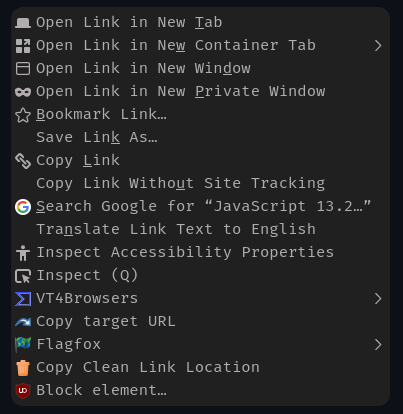 Open Link in New Tab
Open Link in New Container Tab
Open Link in New Window
Open Link in New Private Window
Bookmark Link…
Save Link As…
Copy Link
Copy Link Without Site Tracking
Search Google for “JavaScript 13.2…”
Translate Link Text to English
Inspect Accessibility Properties
Inspect (Q)
VT4Browsers
Copy target URL
Flagfox
Copy Clean Link Location
Block element…